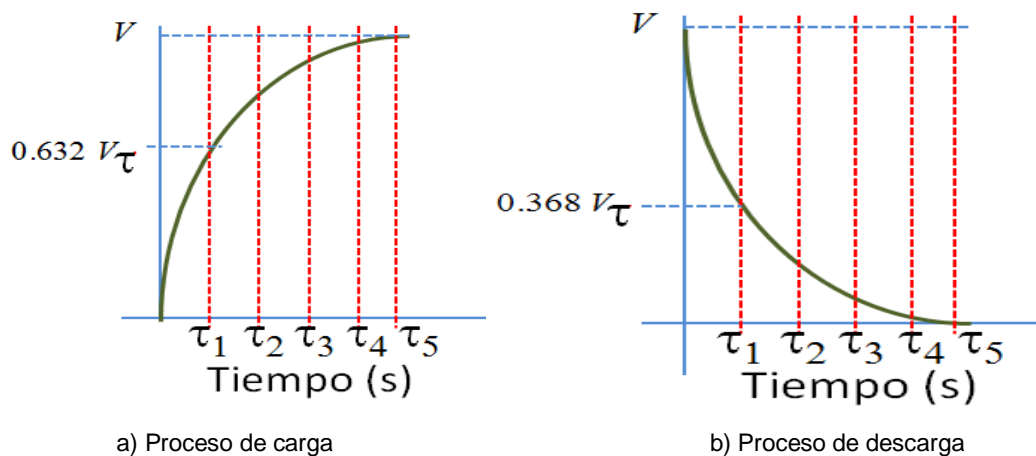 V
0.632 Vτ
τ1 τ2 τ3 τ4 τ5
Tiempo (s)
a) Proceso de carga
V
0.368 Vτ
τ1 τ2 τ3 τ4 τ5
Tiempo (s)
b) Proceso de descarga